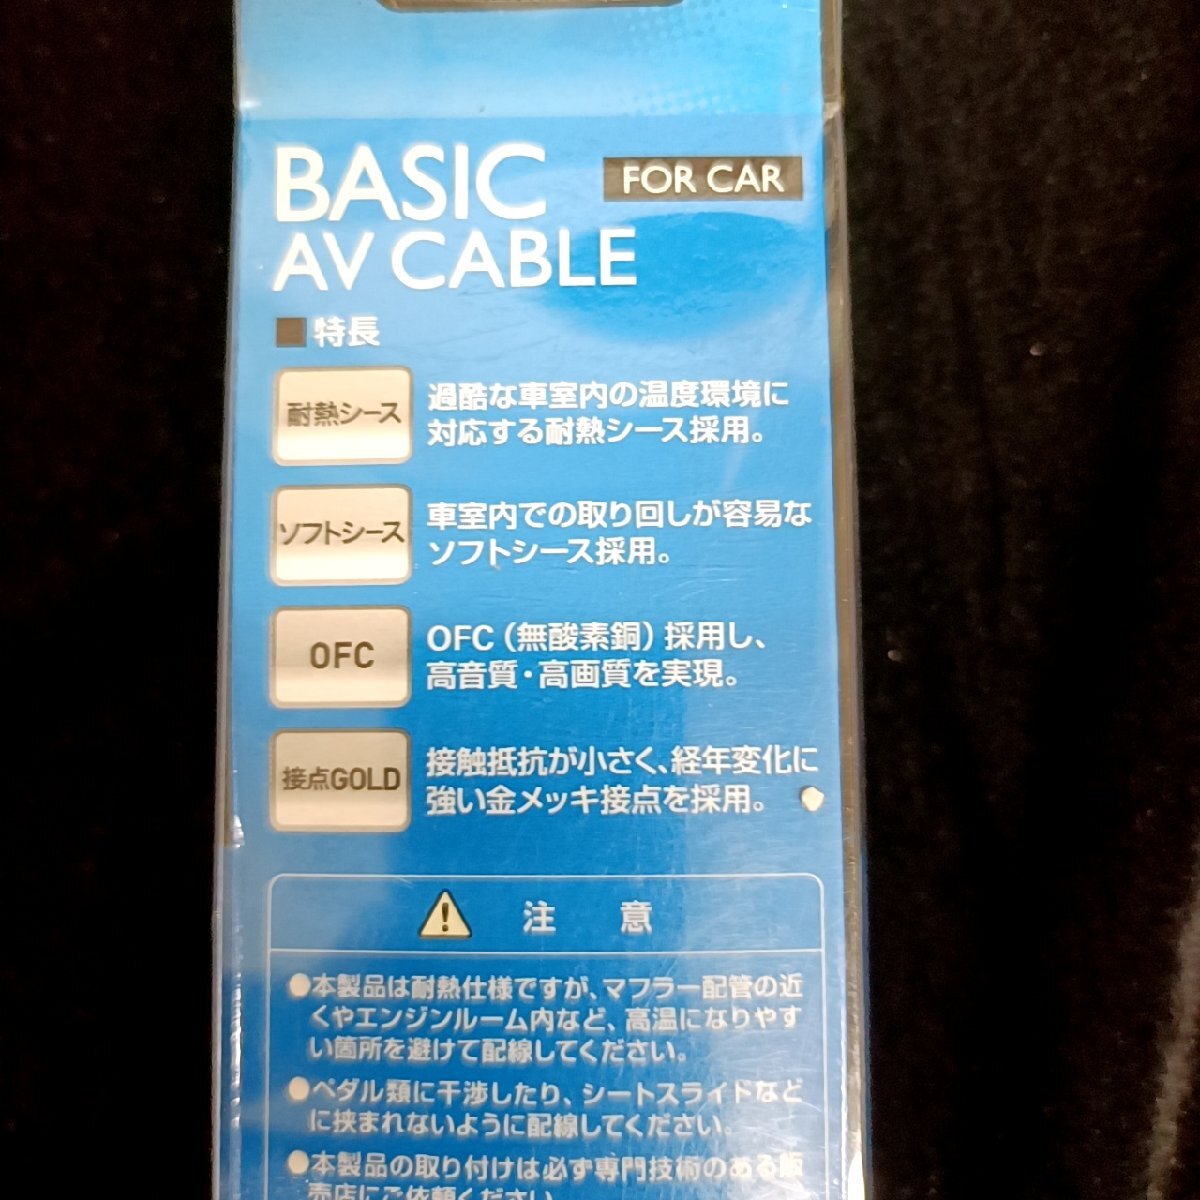 BASIC
FOR CAR
AV CABLE
■特長
耐熱シース
過酷な車室内の温度環境に
対応する耐熱シース採用。
ソフトシース
車室内での取り回しが容易な
ソフトシース採用。
OFC
OFC（無酸素銅）採用し、
高音質・高画質を実現。
接点GOLD
接触抵抗が小さく、経年変化に
強い金メッキ接点を採用。
注　意
●本製品は耐熱仕様ですが、マフラー配管の近
くやエンジンルーム内など、高温になりやす
い箇所を避けて配線してください。
●ペダル類に干渉したり、シートスライドなど
に挟まれないように配線してください。
●本製品の取り付けは必ず専門技術のある販
売店にご依頼ください。